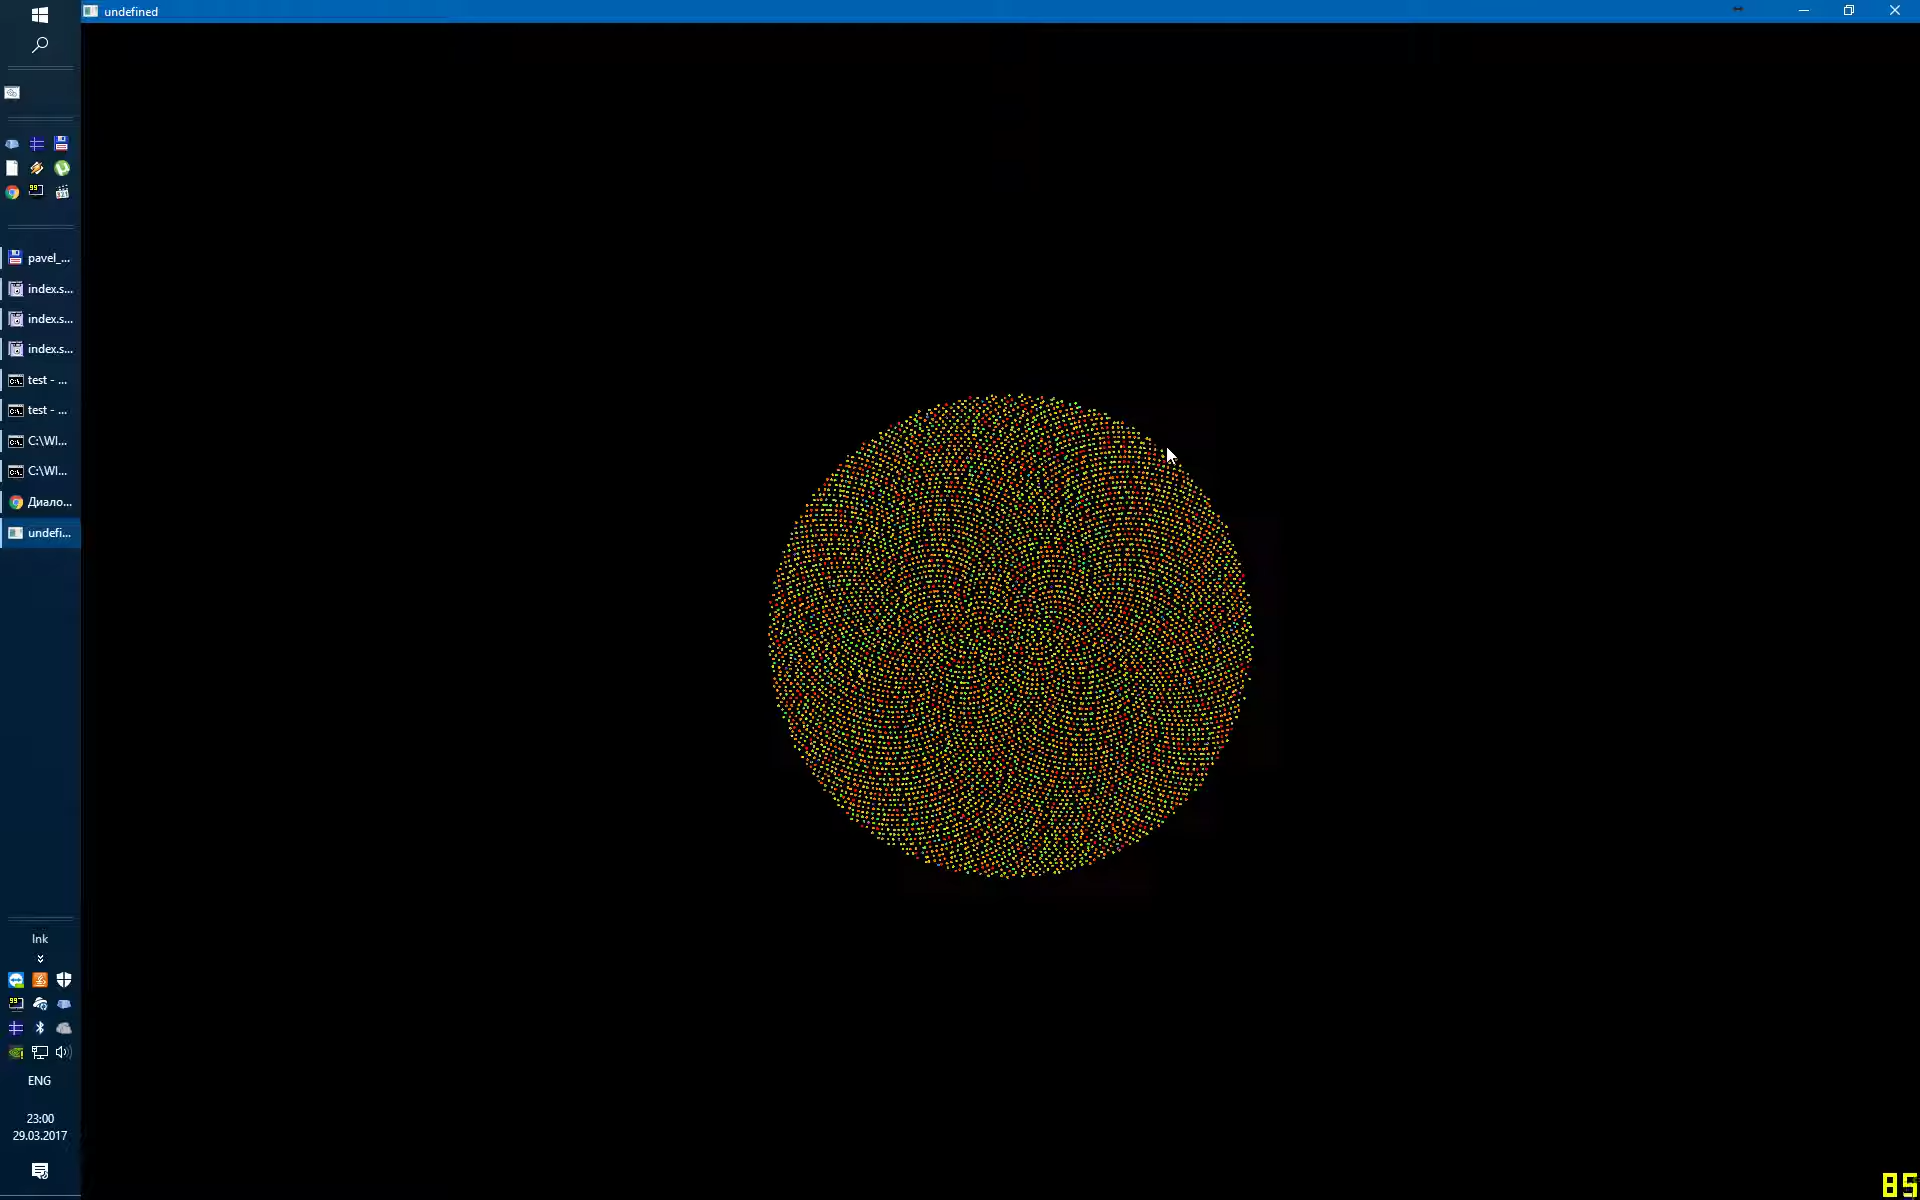 undefined
pavel_...
index.s...
index.s...
index.s...
test - ...
test - ...
C:\WI...
C:\WI...
Диало...
undefi...
Ink
ENG
23:00
29.03.2017
85